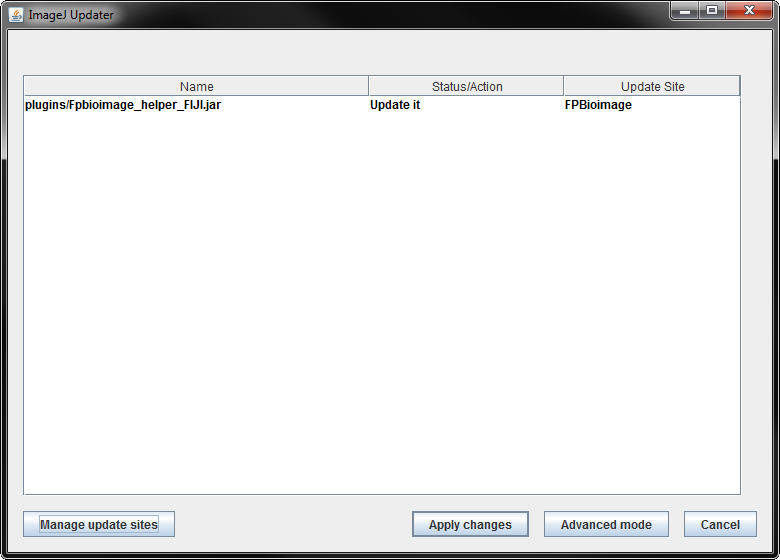 ImageJ Updater
Name Status/Action Update Site
plugins/Fpbioimage_helper_FIJI.jar Update it FPBioimage
Manage update sites Apply changes Advanced mode Cancel